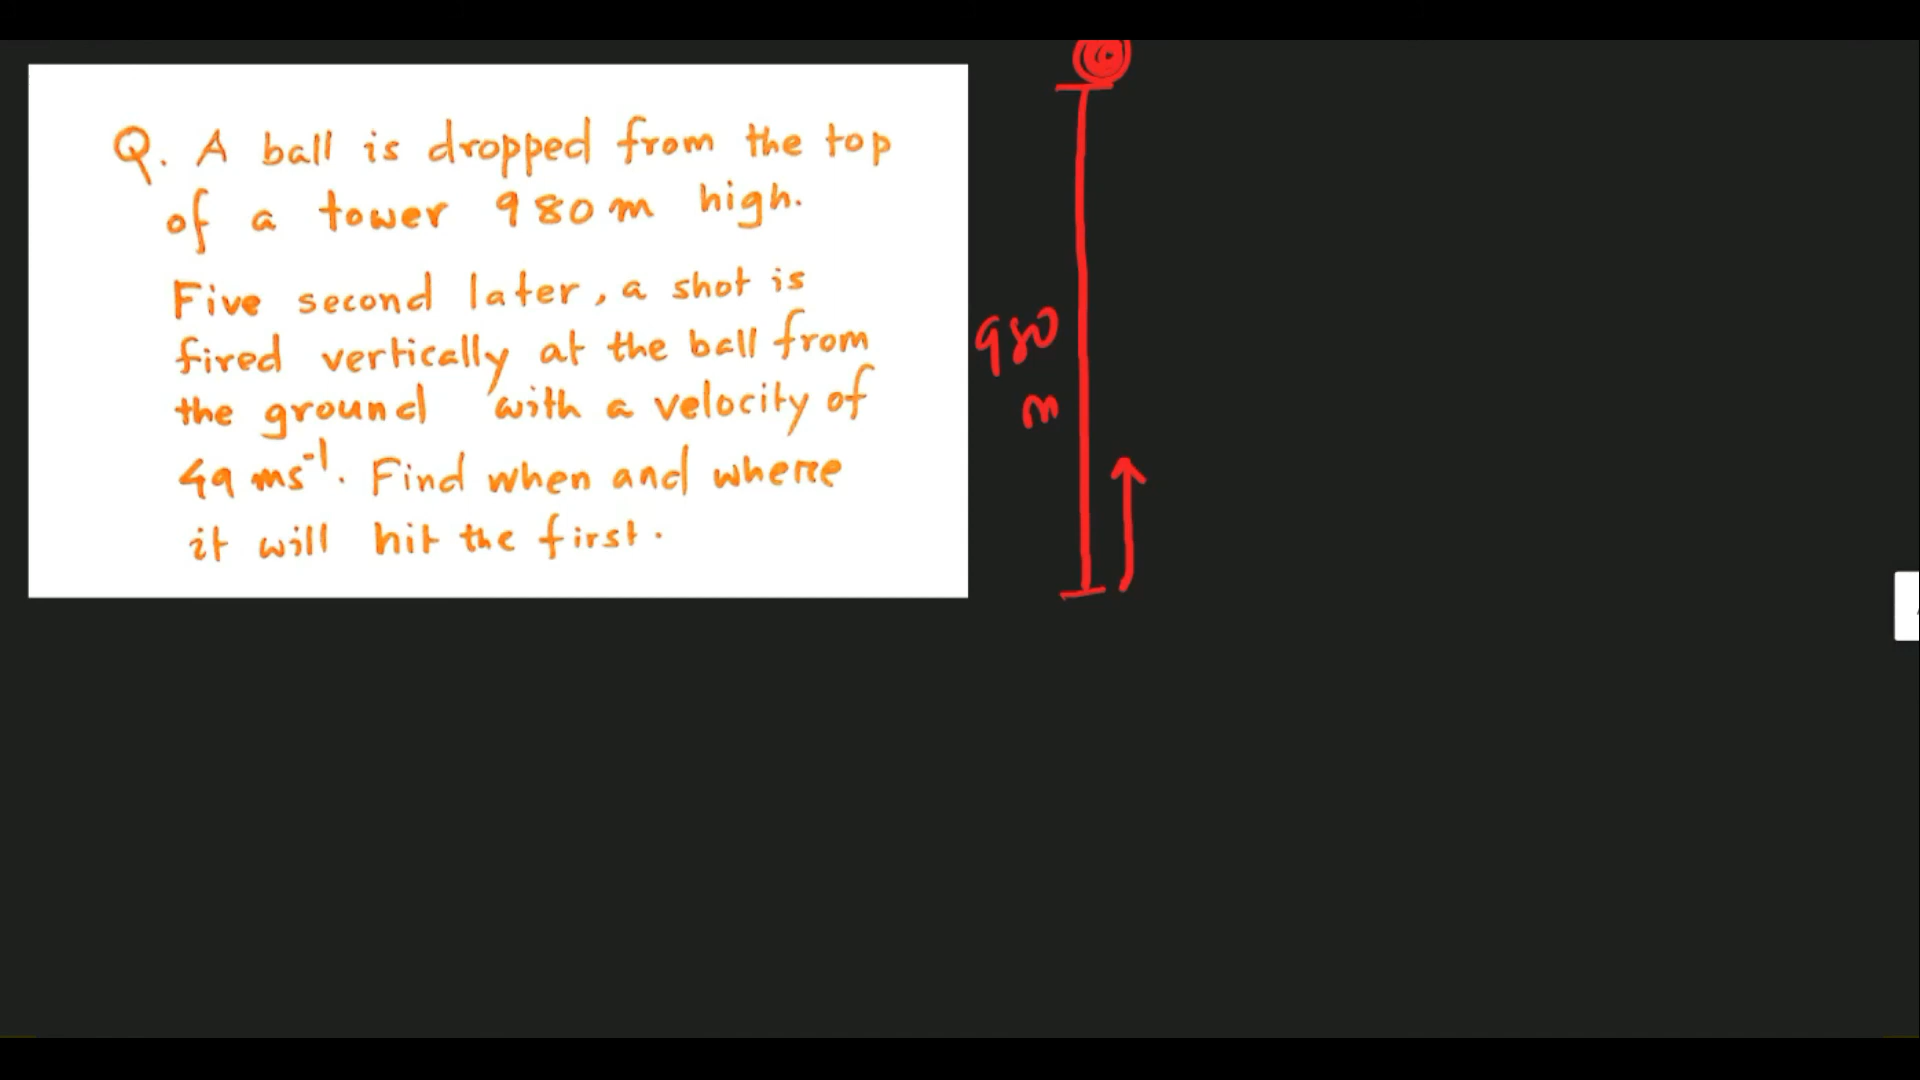 Q. A ball is dropped from the top
of a tower 980 m high.
Five second later, a shot is
fired vertically at the ball from
the ground with a velocity of
49 ms⁻¹. Find when and where
it will hit the first.
980
m